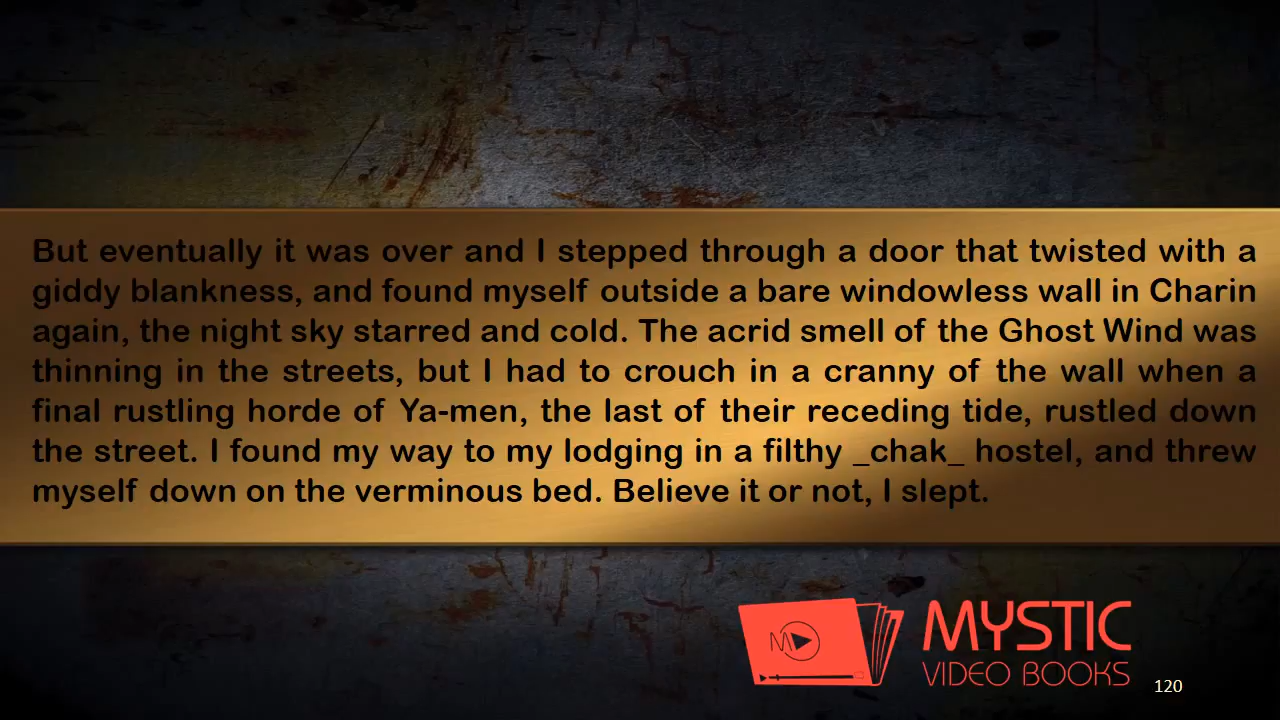 But eventually it was over and I stepped through a door that twisted with a
giddy blankness, and found myself outside a bare windowless wall in Charin
again, the night sky starred and cold. The acrid smell of the Ghost Wind was
thinning in the streets, but I had to crouch in a cranny of the wall when a
final rustling horde of Ya-men, the last of their receding tide, rustled down
the street. I found my way to my lodging in a filthy _chak_ hostel, and threw
myself down on the verminous bed. Believe it or not, I slept.
M
MYSTIC
VIDEO BOOKS
120